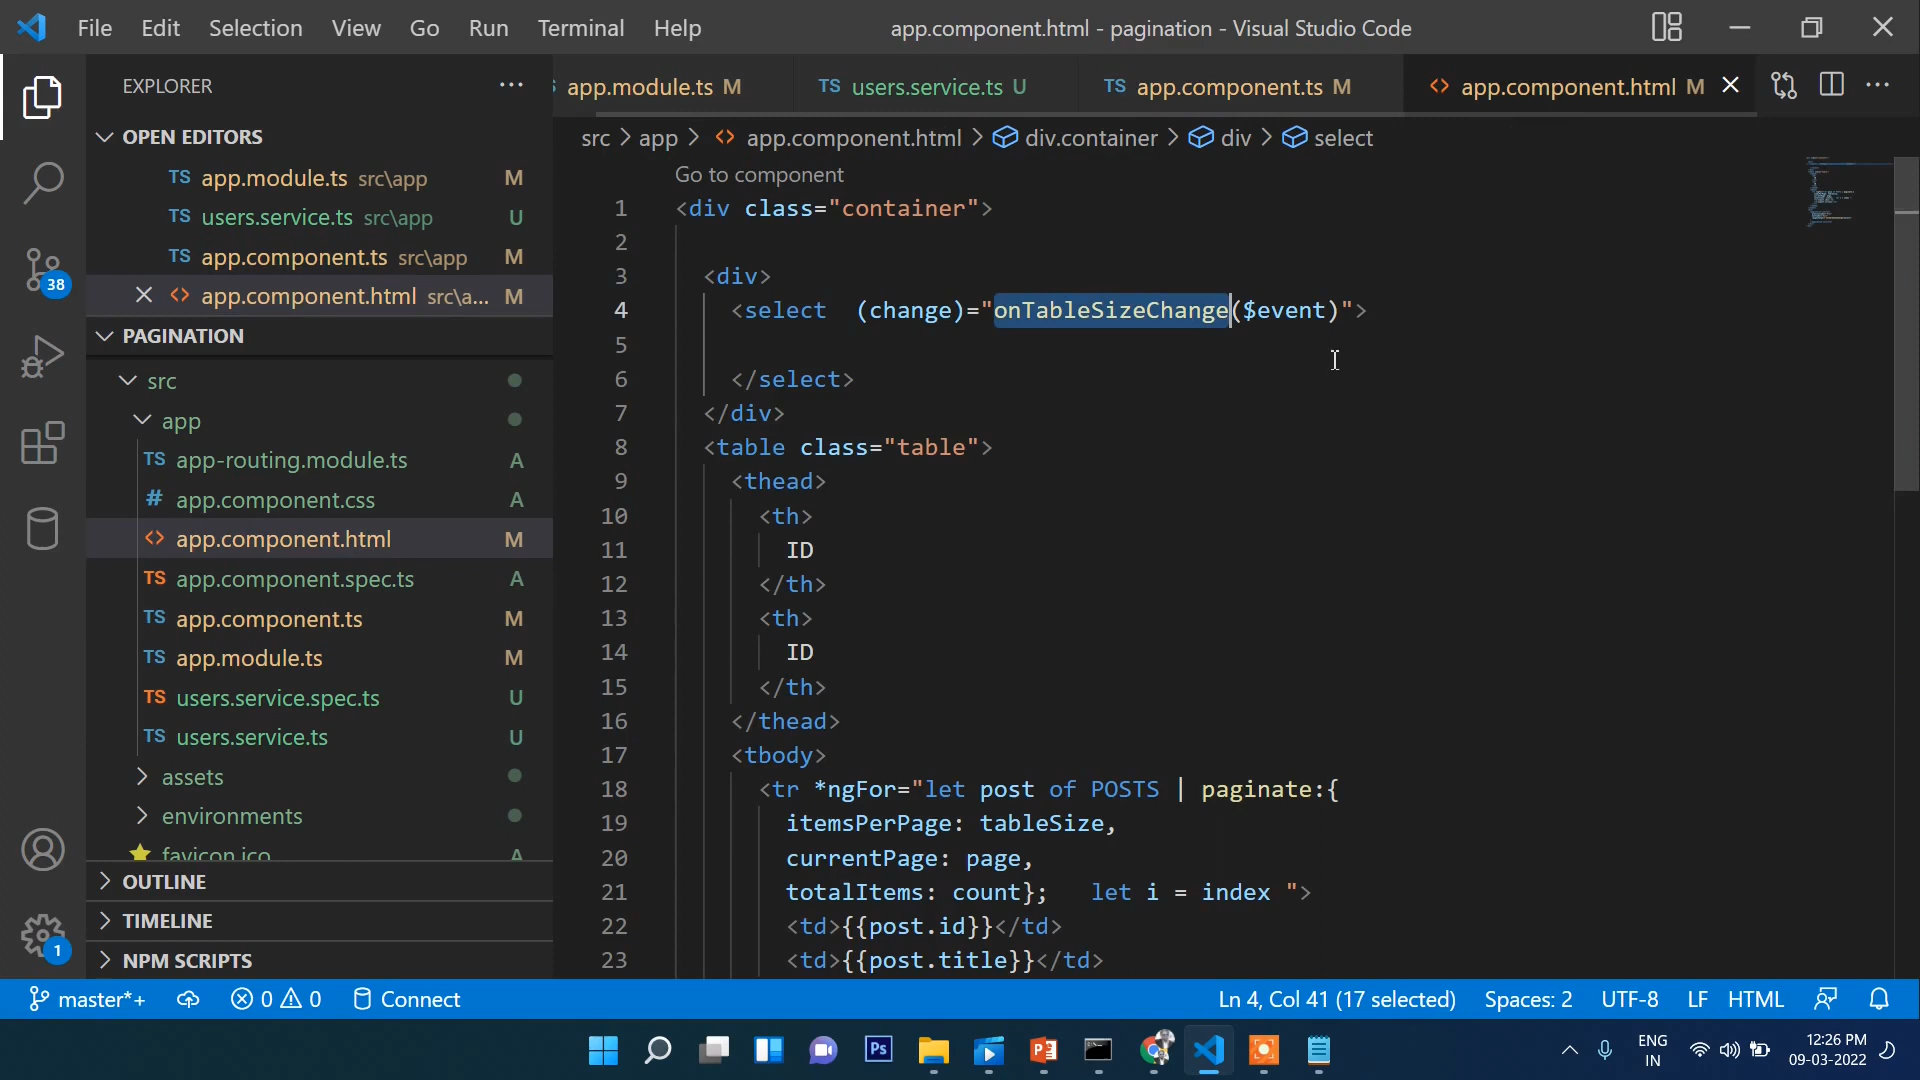 File Edit Selection View Go Run Terminal Help app.component.html - pagination - Visual Studio Code
EXPLORER
app.module.ts M TS users.service.ts U TS app.component.ts M <> app.component.html M
OPEN EDITORS
src > app > <> app.component.html > div.container > div > select
TS app.module.ts src\app M
TS users.service.ts src\app U
TS app.component.ts src\app M
<> app.component.html src\a... M
PAGINATION
src
app
TS app-routing.module.ts A
# app.component.css A
<> app.component.html M
TS app.component.spec.ts A
TS app.component.ts M
TS app.module.ts M
TS users.service.spec.ts U
TS users.service.ts U
assets
environments
favicon.ico A
OUTLINE
TIMELINE
NPM SCRIPTS
38
1
Go to component
1 <div class="container">
2
3 <div>
4 <select  (change)="onTableSizeChange($event)">
5
6 </select>
7 </div>
8 <table class="table">
9 <thead>
10 <th>
11 ID
12 </th>
13 <th>
14 ID
15 </th>
16 </thead>
17 <tbody>
18 <tr *ngFor="let post of POSTS | paginate:{
19 itemsPerPage: tableSize,
20 currentPage: page,
21 totalItems: count};   let i = index ">
22 <td>{{post.id}}</td>
23 <td>{{post.title}}</td>
master*+ 0 0 Connect Ln 4, Col 41 (17 selected) Spaces: 2 UTF-8 LF HTML
Ps P ENG 12:26 PM
IN 09-03-2022